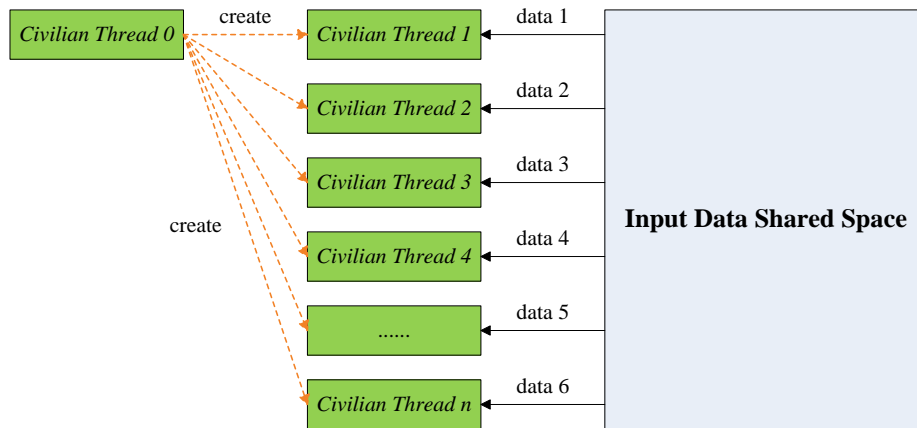 create
data 1
Civilian Thread 0
Civilian Thread 1
data 2
Civilian Thread 2
data 3
Civilian Thread 3
create
Input Data Shared Space
data 4
Civilian Thread 4
data 5
......
data 6
Civilian Thread n